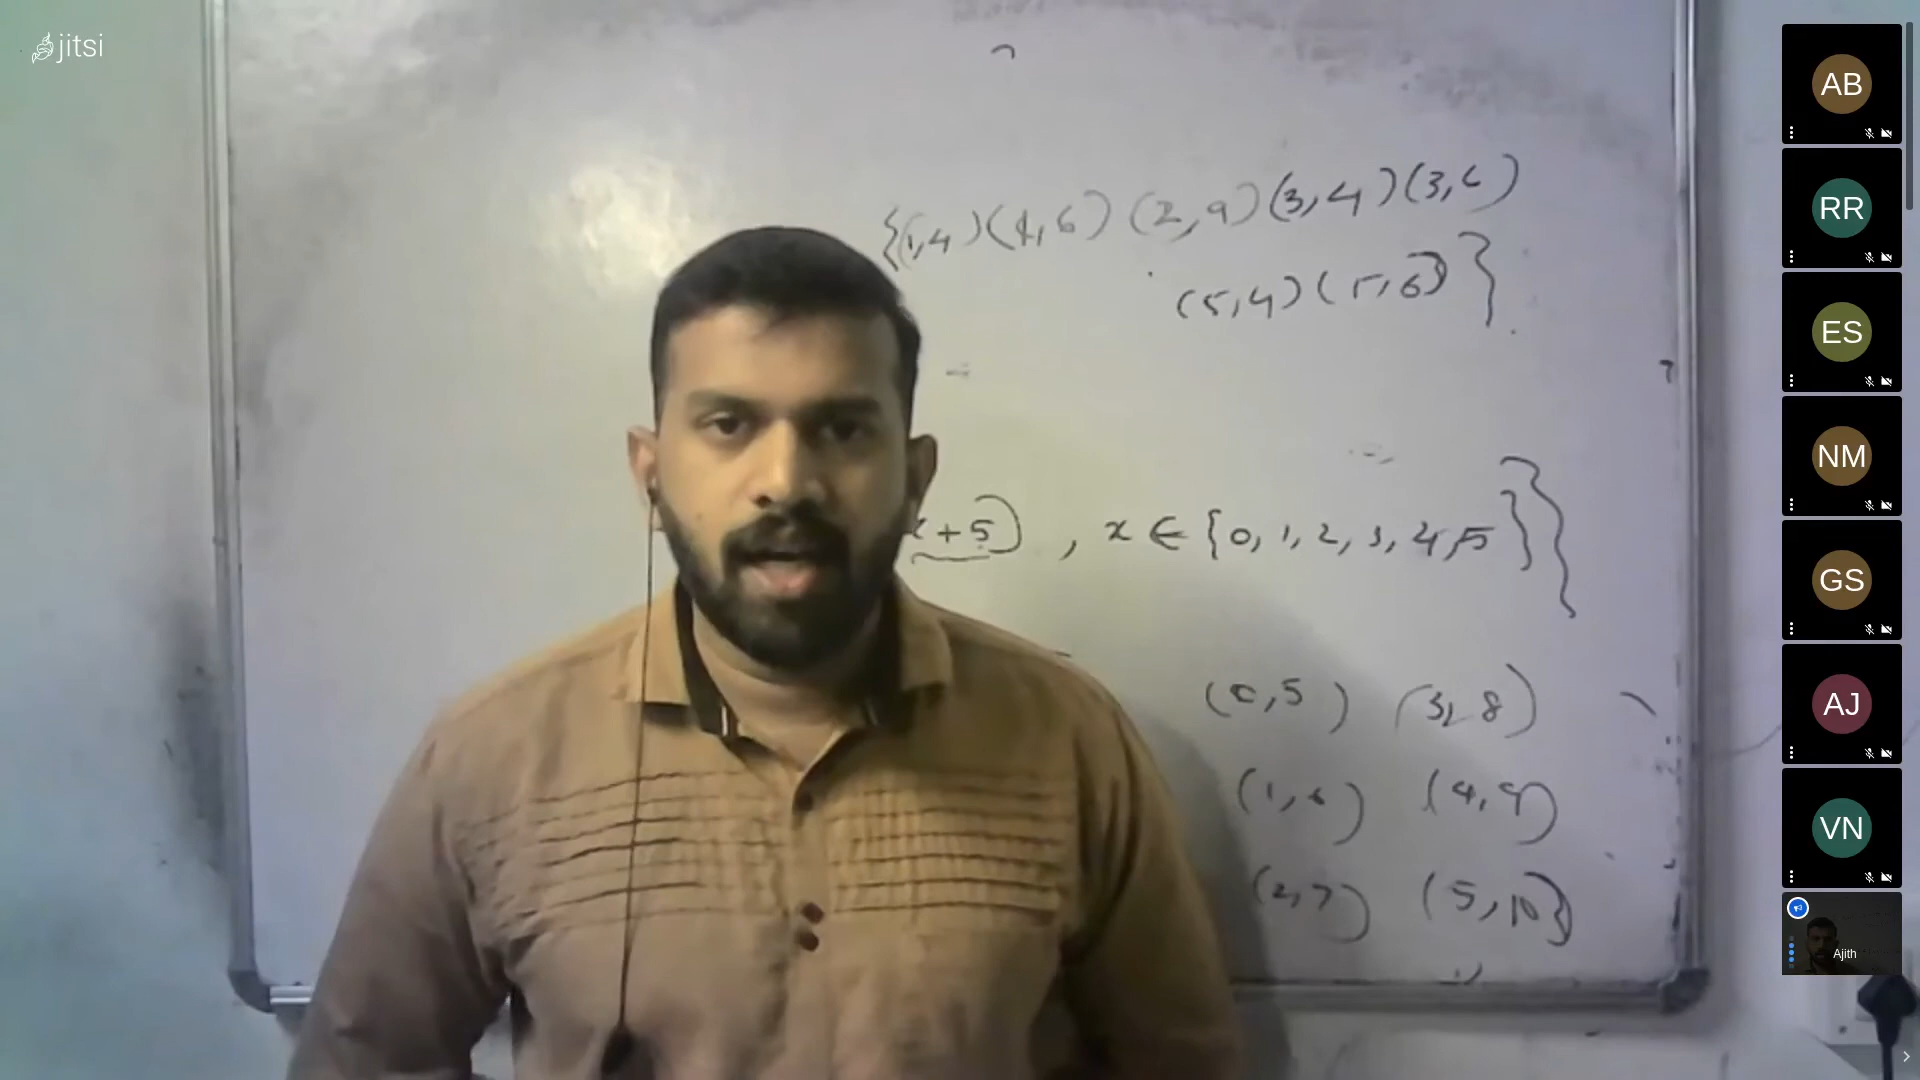 jitsi
{(1,4)(1,6)(2,9)(3,4)(3,6)
(5,4)(5,6)}
x+5) , x ∈ {0,1,2,3,4,5}}
(0,5) (3,8)
(1,6) (4,9)
(2,7) (5,10)}
AB
RR
ES
NM
GS
AJ
VN
Ajith